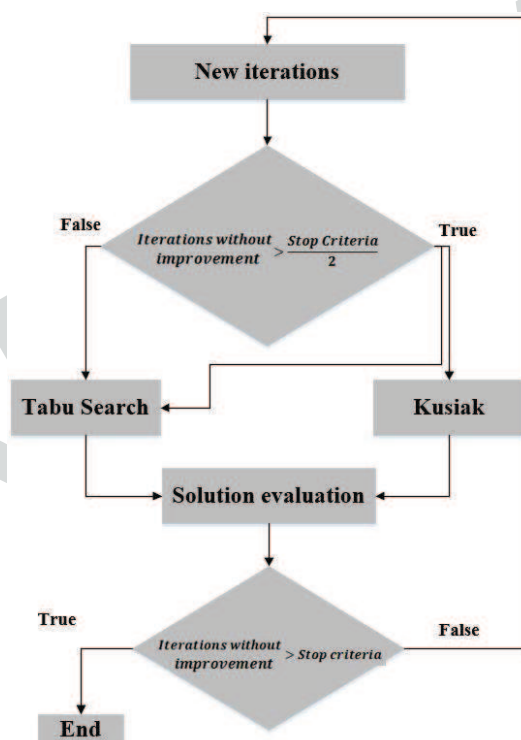 New iterations
False
True
Iterations without improvement > Stop Criteria / 2
Tabu Search
Kusiak
Solution evaluation
True
False
Iterations without improvement > Stop criteria
End